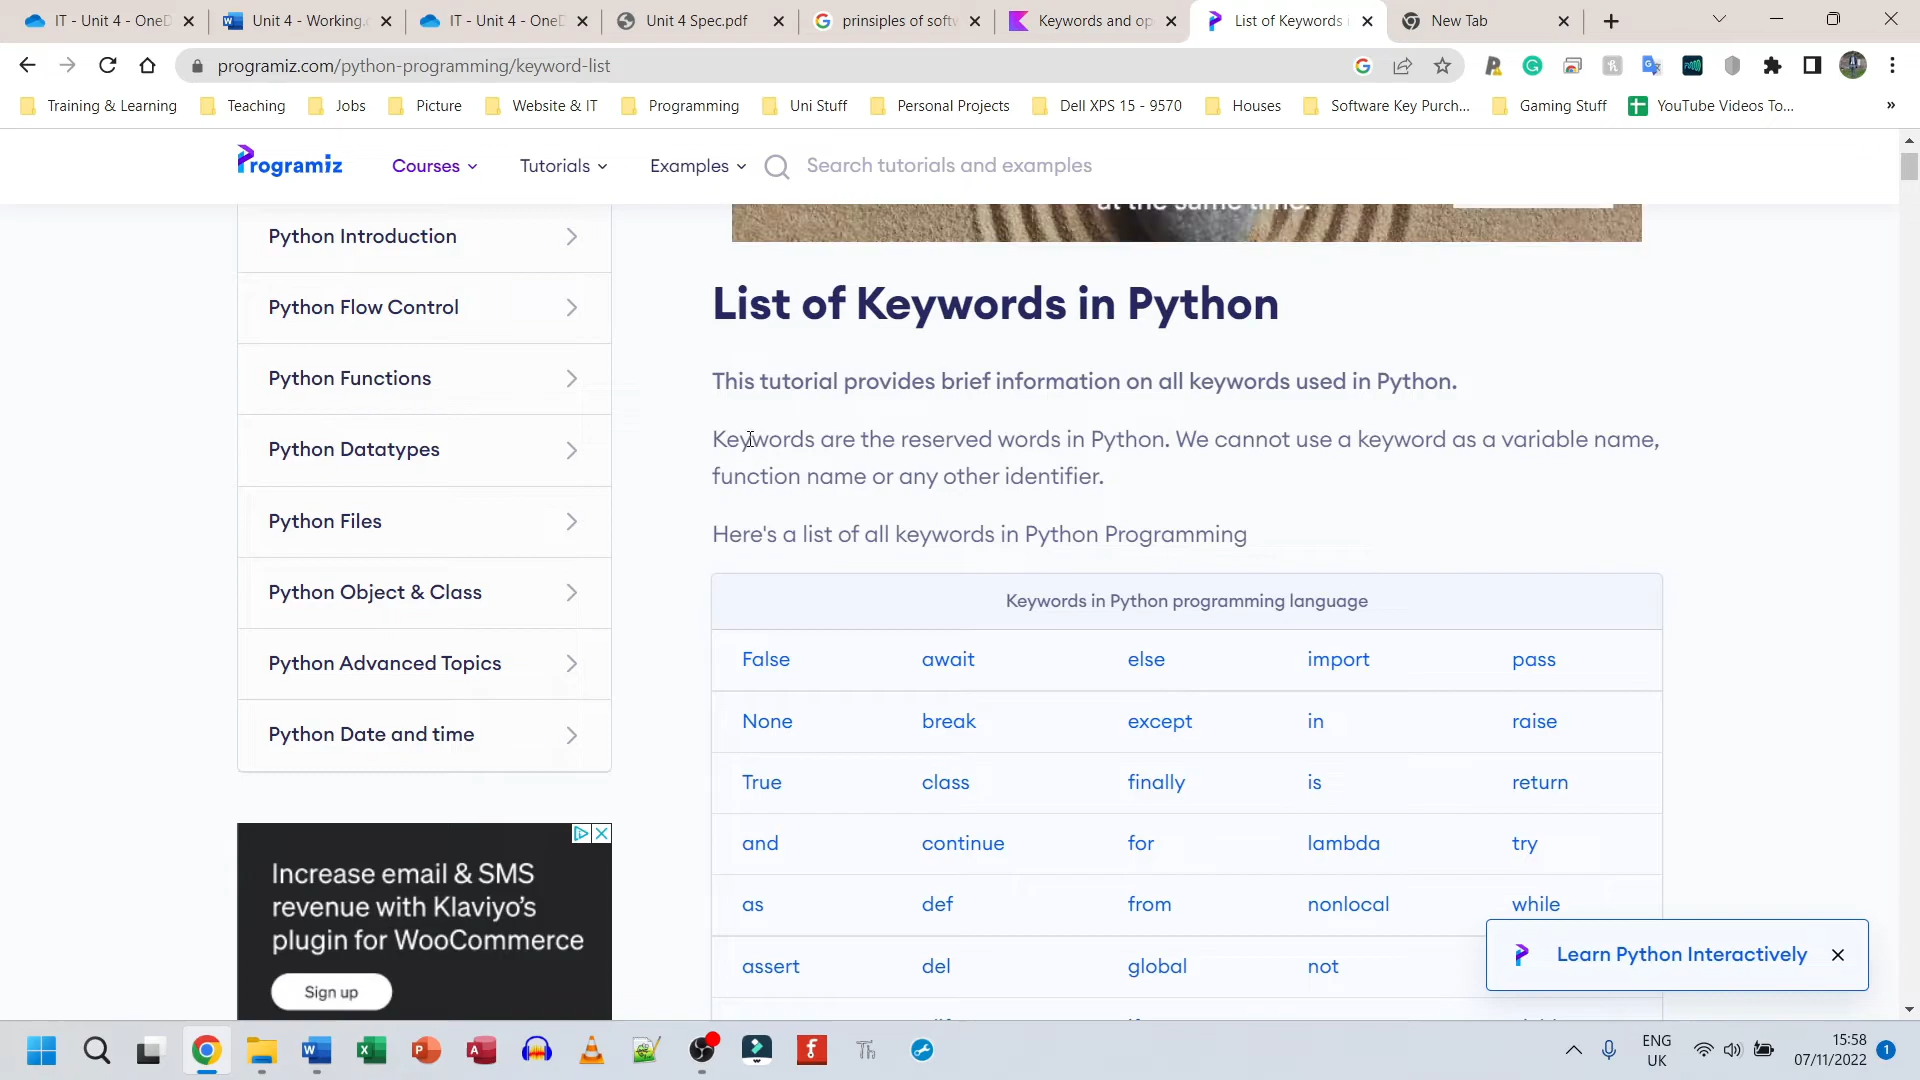 IT - Unit 4 - OneD
Unit 4 - Working.
IT - Unit 4 - OneD
Unit 4 Spec.pdf
prinsiples of softw
Keywords and op
List of Keywords i
New Tab
programiz.com/python-programming/keyword-list
Training & Learning
Teaching
Jobs
Picture
Website & IT
Programming
Uni Stuff
Personal Projects
Dell XPS 15 - 9570
Houses
Software Key Purch...
Gaming Stuff
YouTube Videos To...
»
Programiz
Courses
Tutorials
Examples
Search tutorials and examples
at the same time.
Python Introduction
Python Flow Control
Python Functions
Python Datatypes
Python Files
Python Object & Class
Python Advanced Topics
Python Date and time
Increase email & SMS
revenue with Klaviyo's
plugin for WooCommerce
Sign up
List of Keywords in Python
This tutorial provides brief information on all keywords used in Python.
Keywords are the reserved words in Python. We cannot use a keyword as a variable name,
function name or any other identifier.
Here's a list of all keywords in Python Programming
Keywords in Python programming language
False await else import pass
None break except in raise
True class finally is return
and continue for lambda try
as def from nonlocal while
assert del global not
Learn Python Interactively
ENG
UK
15:58
07/11/2022
1